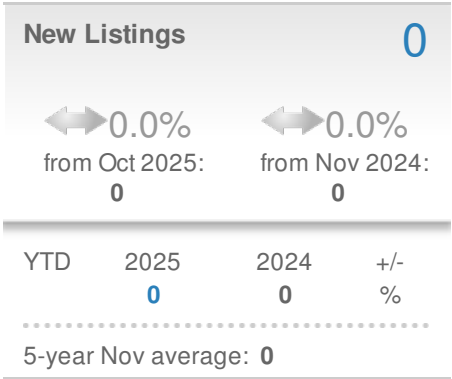 New Listings 0
0.0% 0.0%
from Oct 2025: from Nov 2024:
0 0
YTD 2025 2024 +/-
0 0 %
5-year Nov average: 0